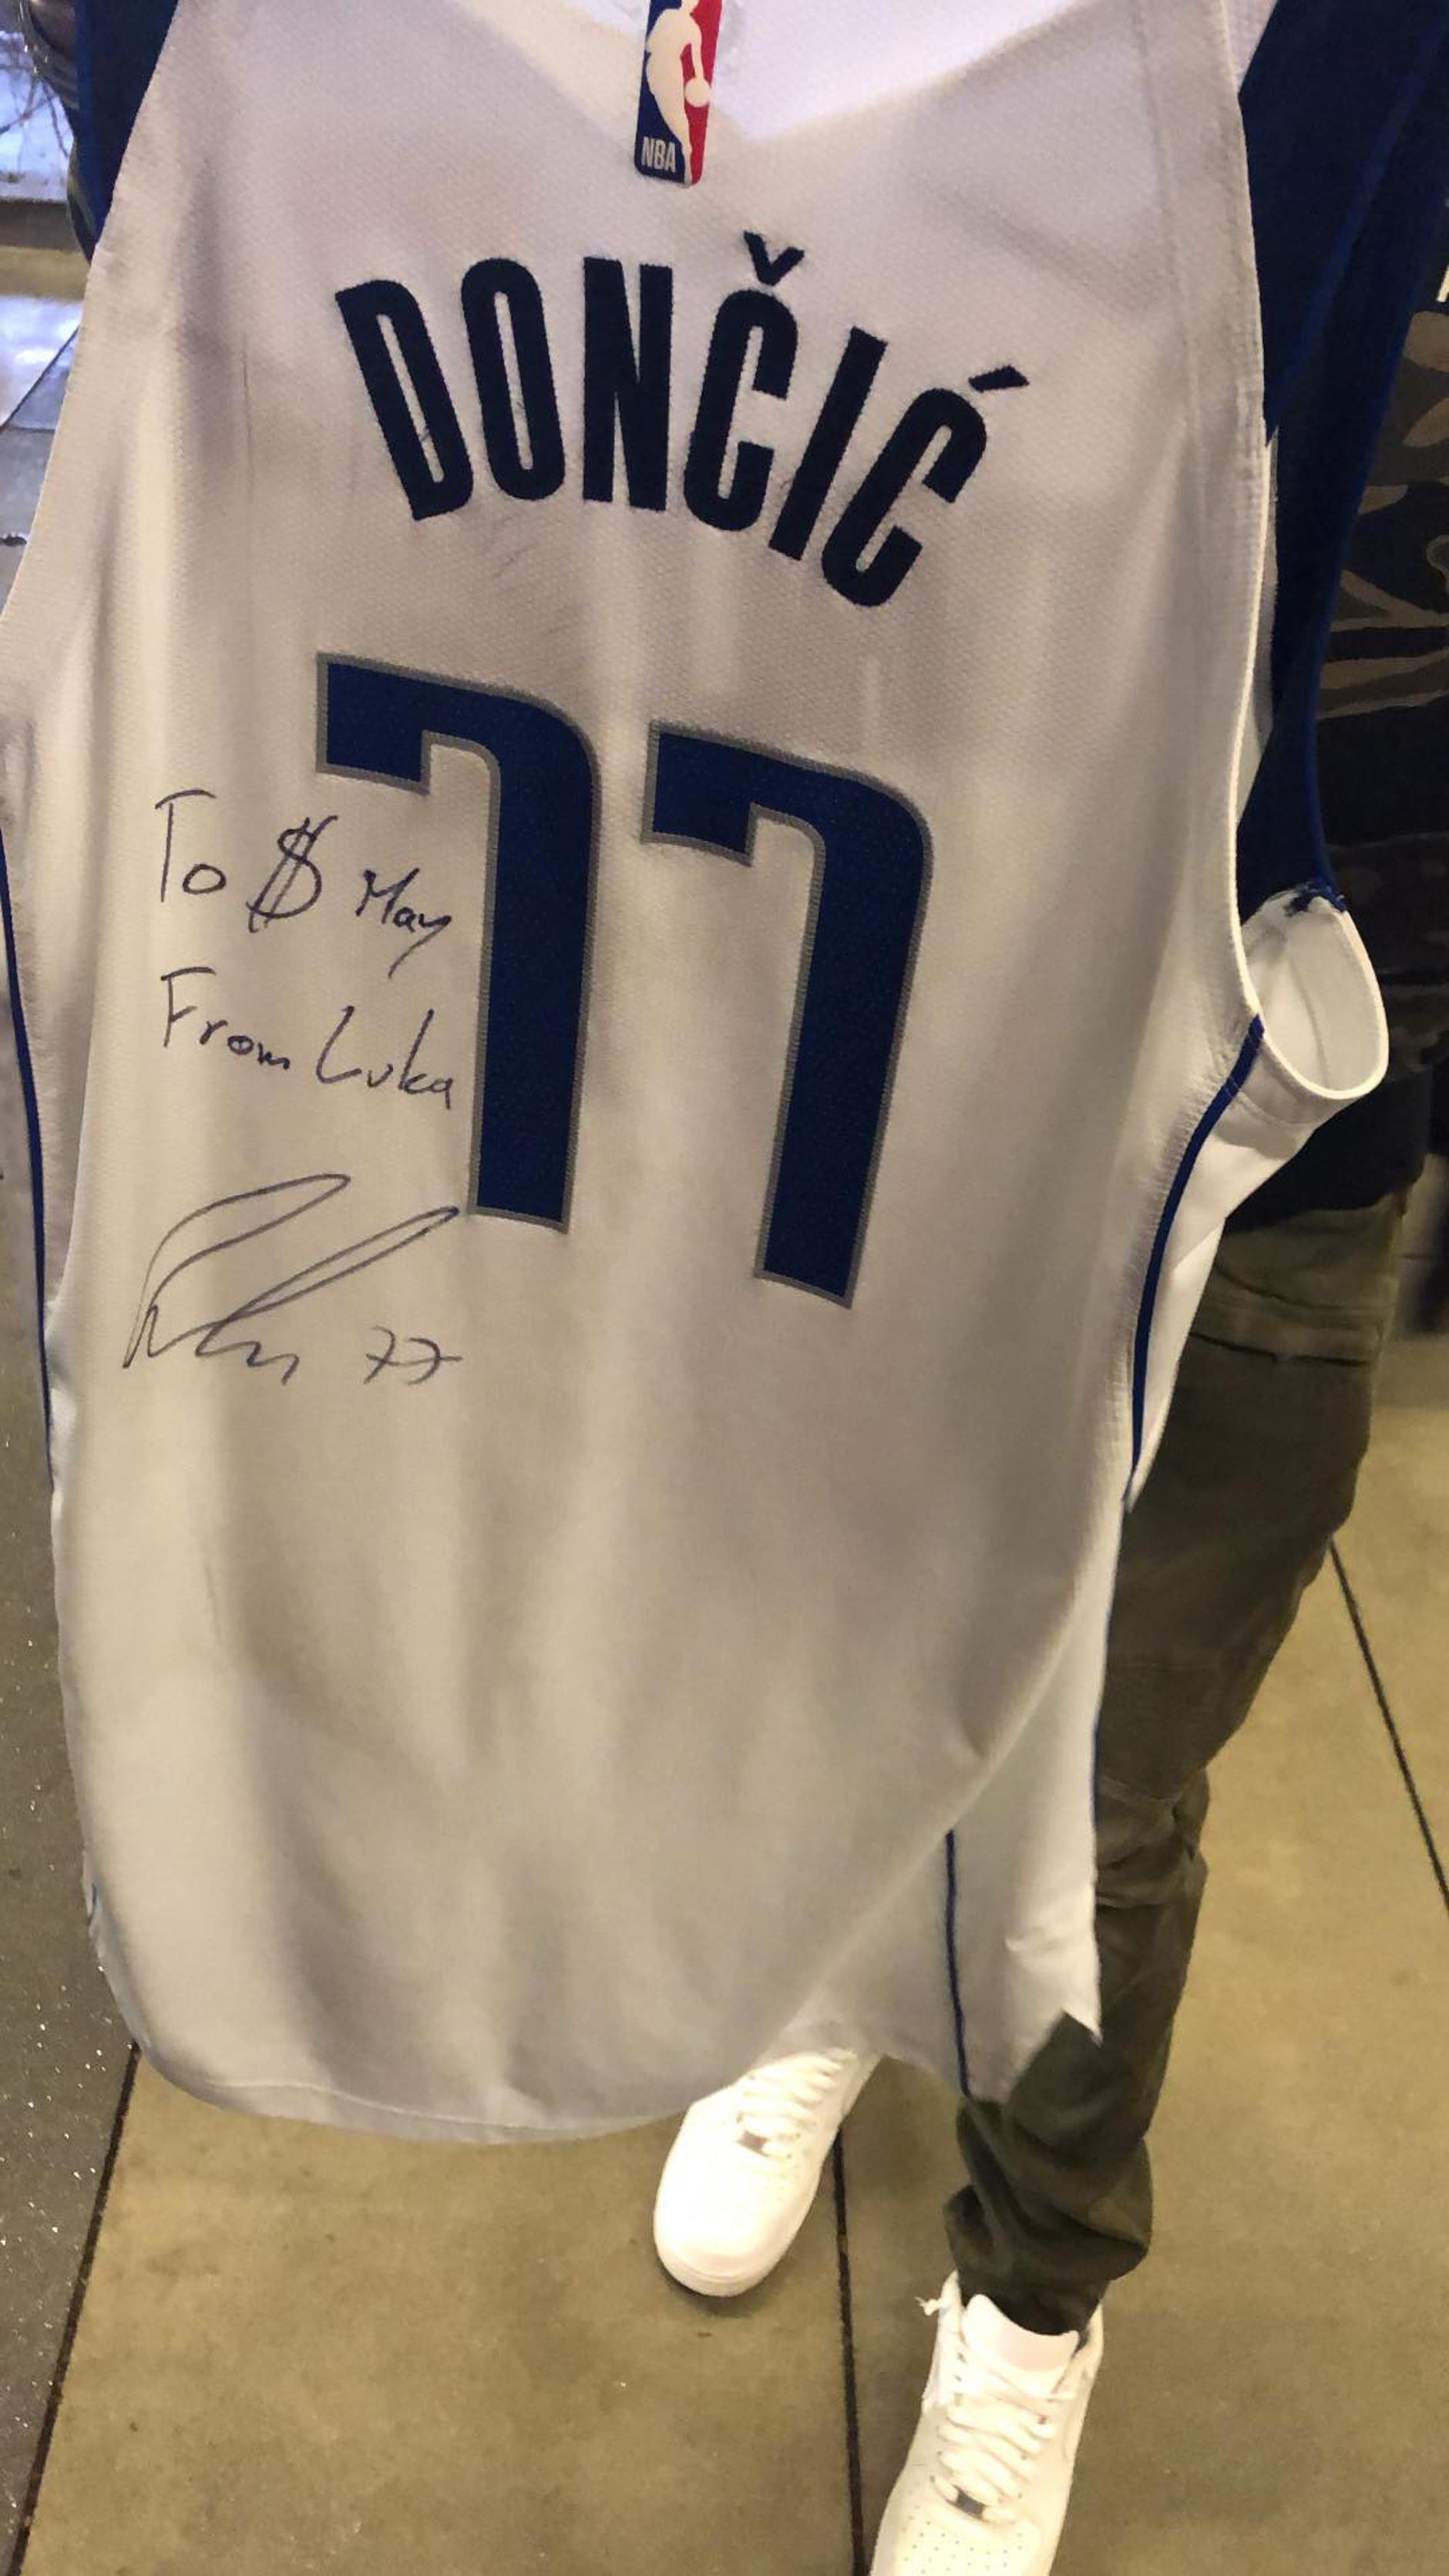 NBA
DONČIĆ
77
To $ May
From Luka
77